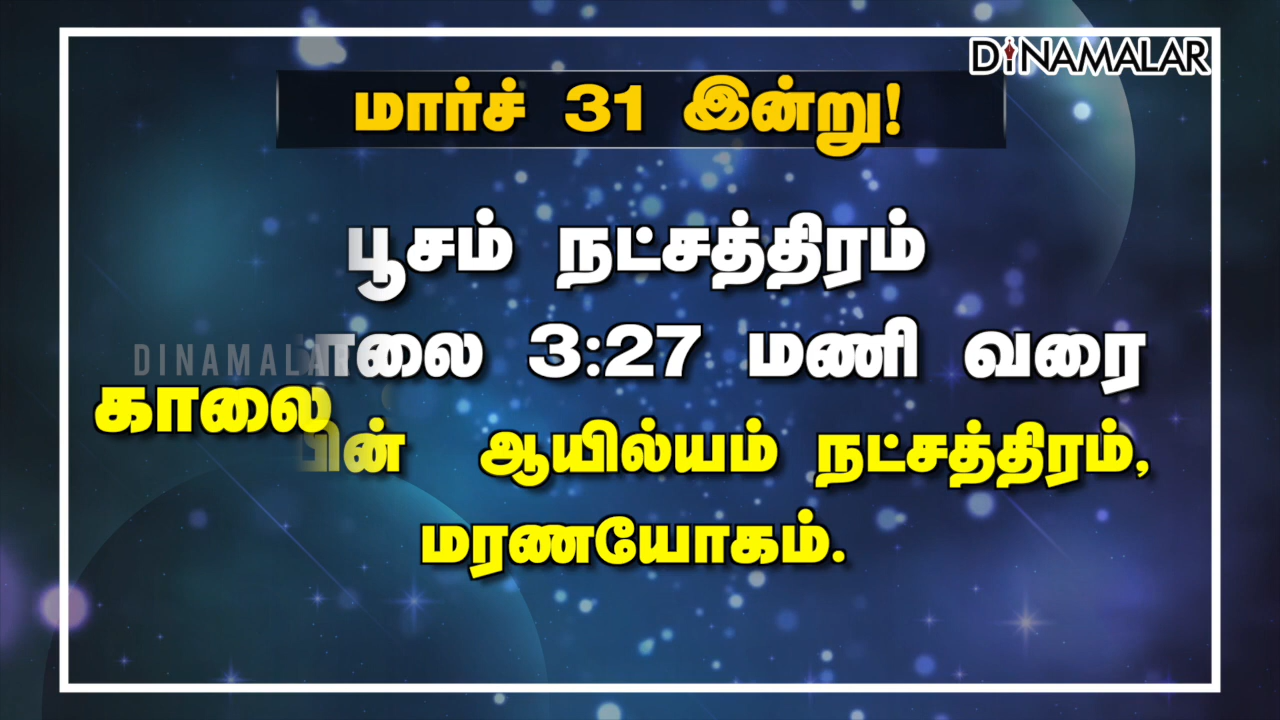 DINAMALAR
மார்ச் 31 இன்று!
பூசம் நட்சத்திரம்
3:27 மணி வரை
DINAMALAR
காலை
பின் ஆயில்யம் நட்சத்திரம்,
மரணயோகம்.